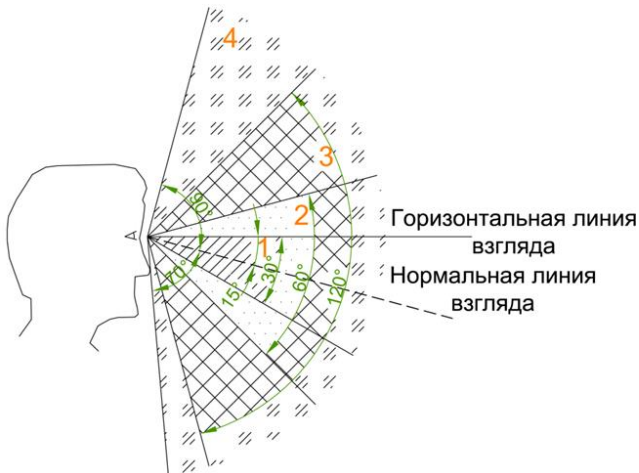 4
3
90°
2
А
1
Горизонтальная линия
взгляда
70°
15°
30°
60°
120°
Нормальная линия
взгляда